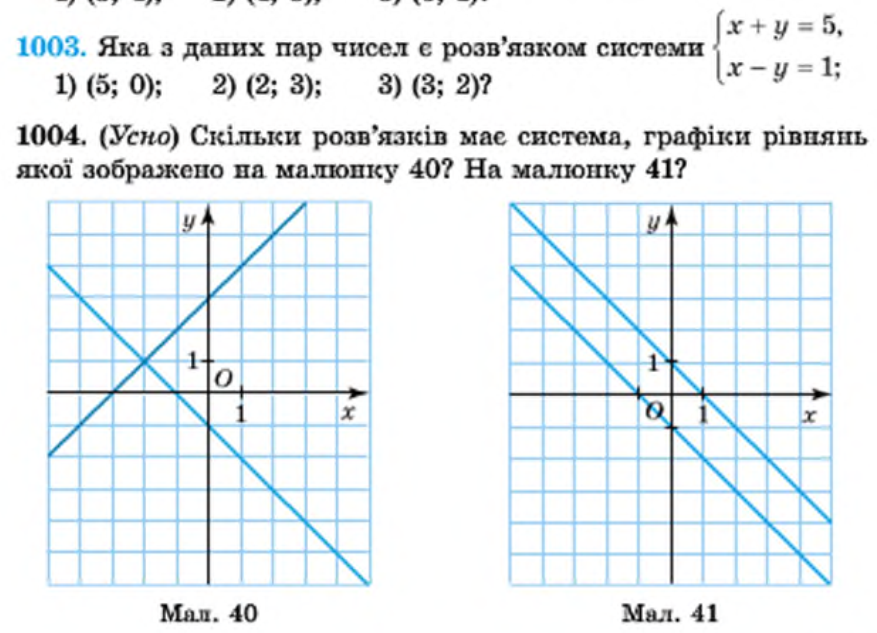 1003. Яка з даних пар чисел є розв’язком системи { x + y = 5,
x – y = 1;
1) (5; 0); 2) (2; 3); 3) (3; 2)?
1004. (Усно) Скільки розв’язків має система, графіки рівнянь
якої зображено на малюнку 40? На малюнку 41?
y
1
O
1
x
Мал. 40
y
1
O
1
x
Мал. 41